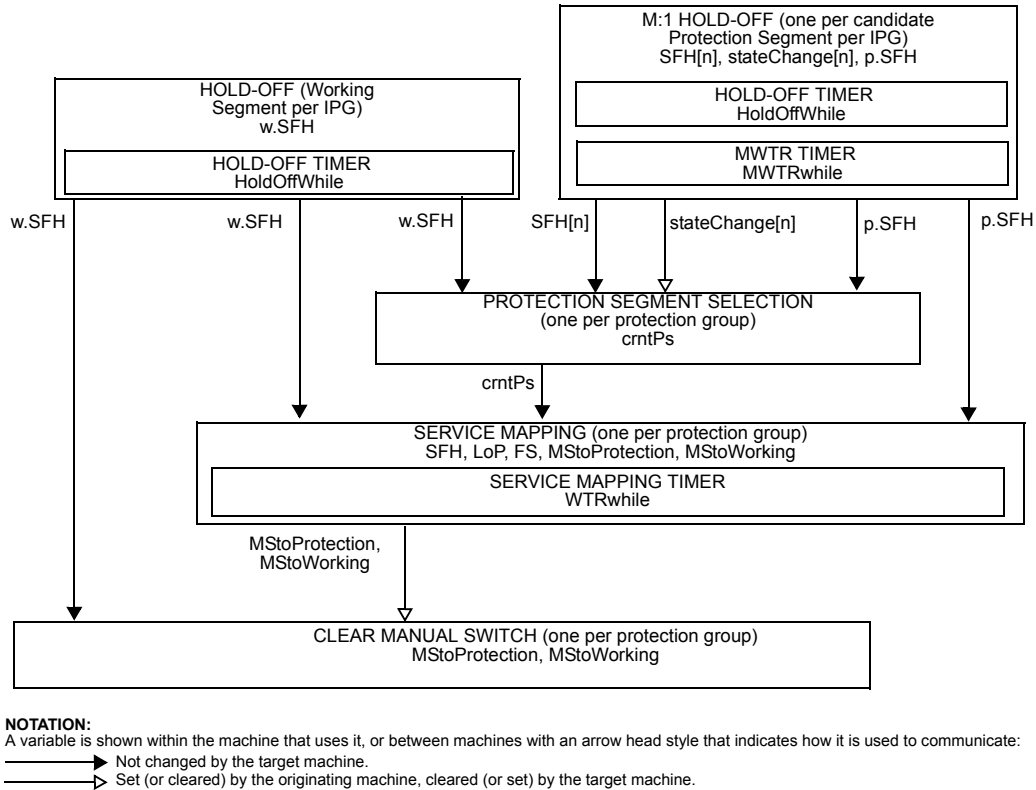 M:1 HOLD-OFF (one per candidate
Protection Segment per IPG)
SFH[n], stateChange[n], p.SFH
HOLD-OFF TIMER
HoldOffWhile
MWTR TIMER
MWTRwhile
HOLD-OFF (Working
Segment per IPG)
w.SFH
HOLD-OFF TIMER
HoldOffWhile
w.SFH
w.SFH
w.SFH
SFH[n]
stateChange[n]
p.SFH
p.SFH
PROTECTION SEGMENT SELECTION
(one per protection group)
crntPs
crntPs
SERVICE MAPPING (one per protection group)
SFH, LoP, FS, MStoProtection, MStoWorking
SERVICE MAPPING TIMER
WTRwhile
MStoProtection,
MStoWorking
CLEAR MANUAL SWITCH (one per protection group)
MStoProtection, MStoWorking
NOTATION:
A variable is shown within the machine that uses it, or between machines with an arrow head style that indicates how it is used to communicate:
Not changed by the target machine.
Set (or cleared) by the originating machine, cleared (or set) by the target machine.